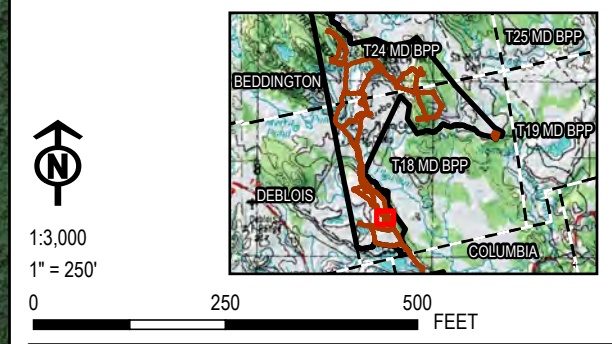 T25 MD BPP
T24 MD BPP
BEDDINGTON
T19 MD BPP
T18 MD BPP
DEBLOIS
COLUMBIA
N
1:3,000
1" = 250'
0 250 500
FEET